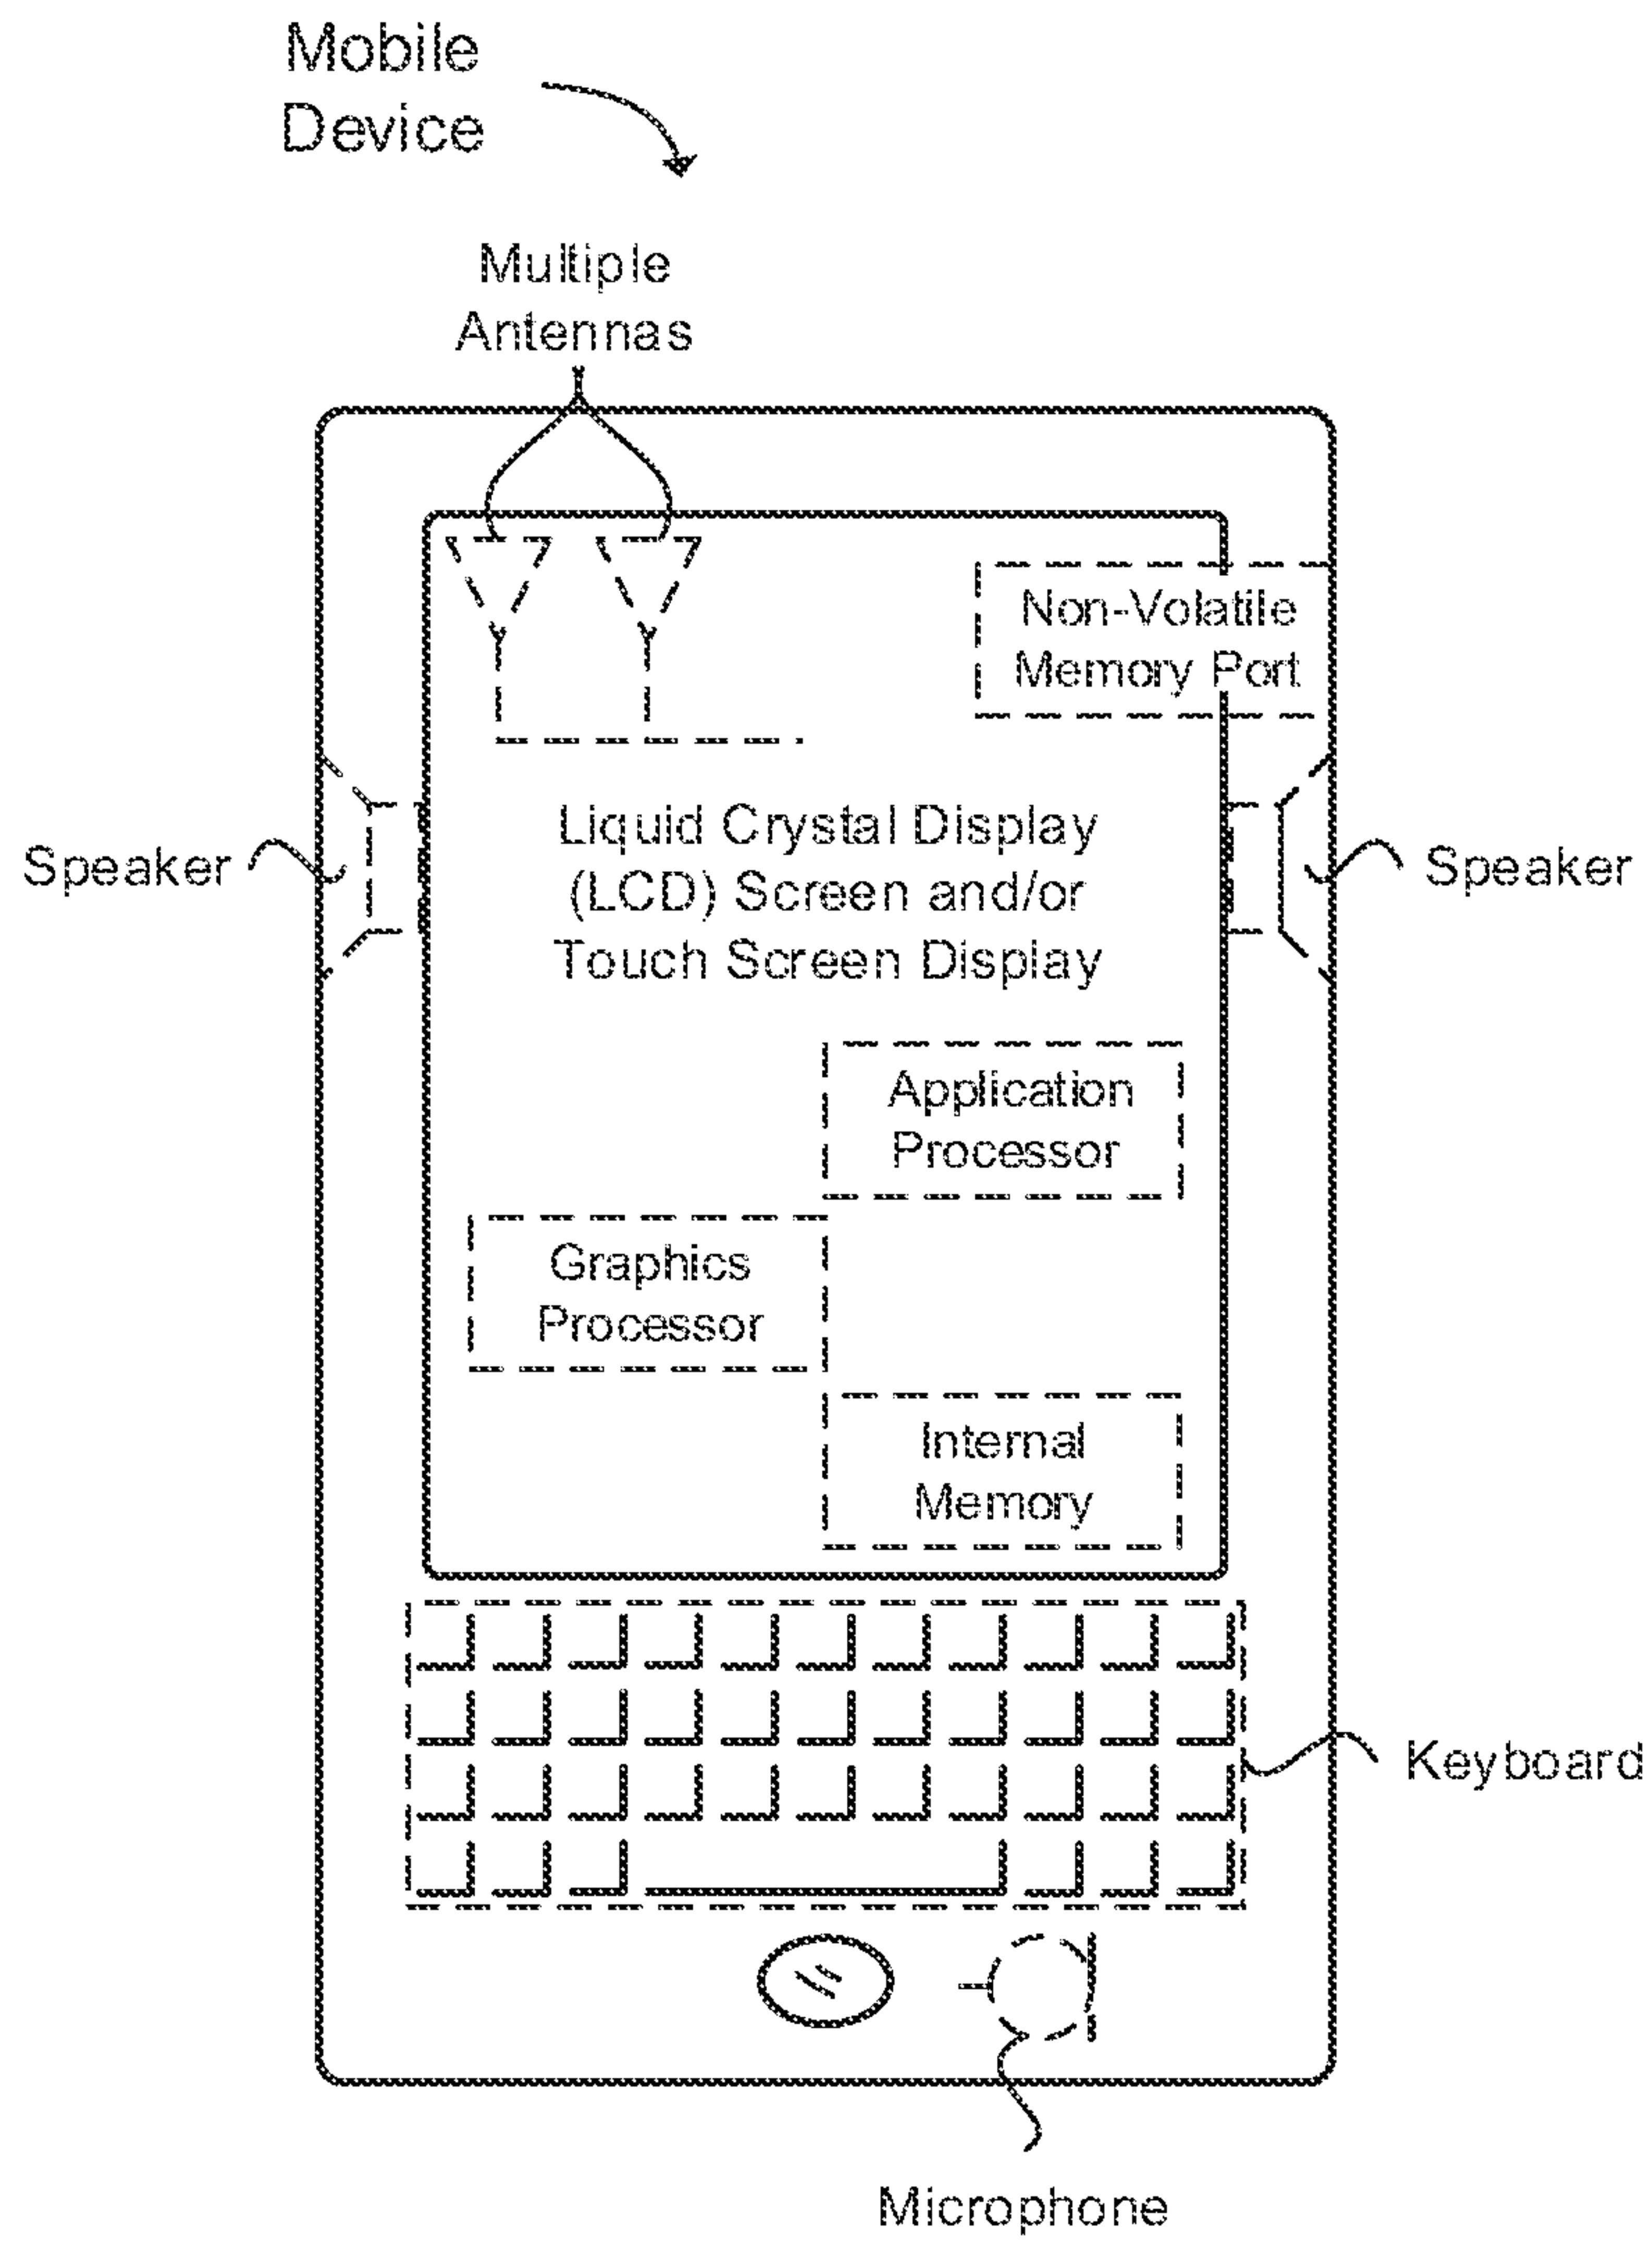 Mobile
Device
Multiple
Antennas
Non-Volatile
Memory Port
Liquid Crystal Display
(LCD) Screen and/or
Touch Screen Display
Speaker
Speaker
Application
Processor
Graphics
Processor
Internal
Memory
Keyboard
Microphone